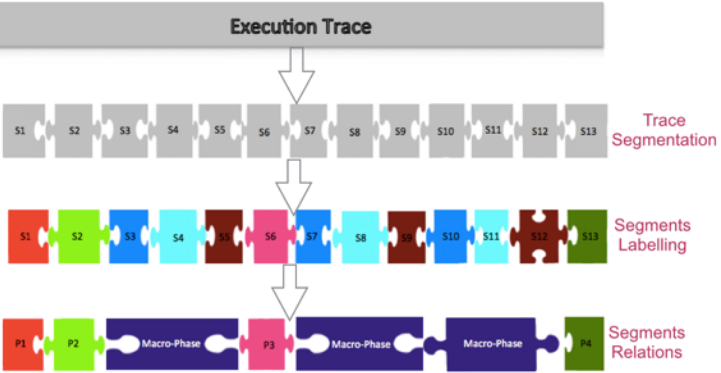 Execution Trace
S1 S2 S3 S4 S5 S6 S7 S8 S9 S10 S11 S12 S13
Trace
Segmentation
S1 S2 S3 S4 S5 S6 S7 S8 S9 S10 S11 S12 S13
Segments
Labelling
P1 P2 Macro-Phase P3 Macro-Phase Macro-Phase P4
Segments
Relations